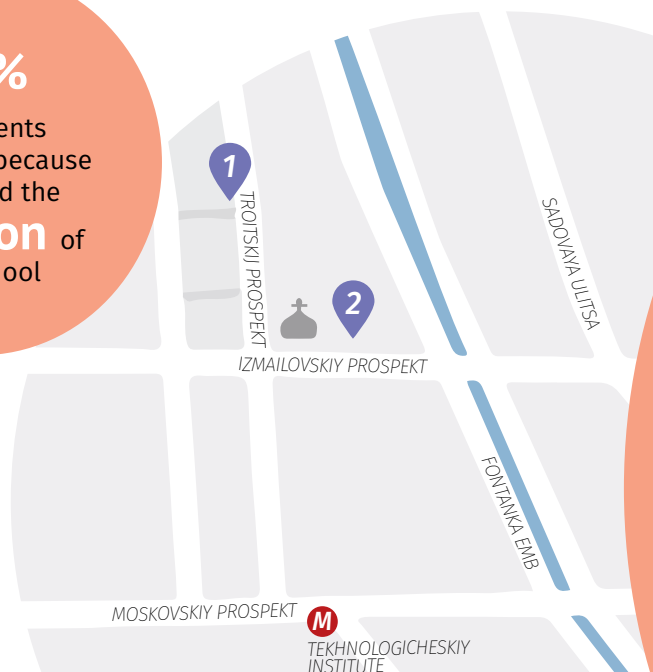 %
ents
because
d the
on of
ool
1
TROITSKIJ PROSPEKT
2
SADOVAYA ULITSA
IZMAILOVSKIY PROSPEKT
FONTANKA EMB
MOSKOVSKIY PROSPEKT
M
TEKHNOLOGICHESKIY
INSTITUTE